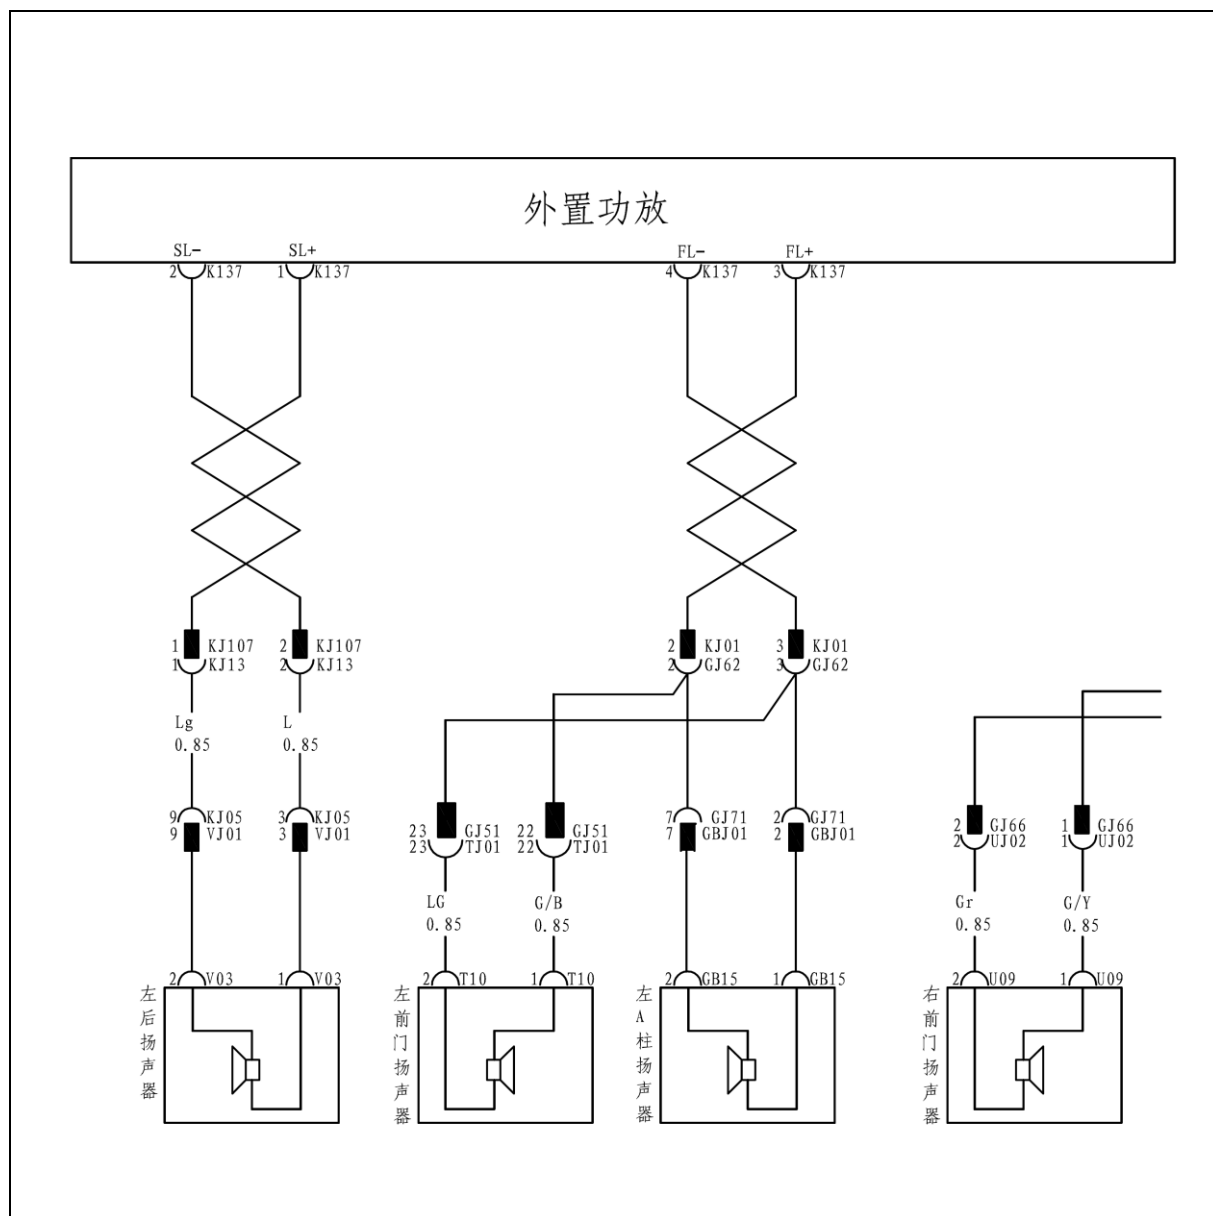 外置功放
SL- SL+ FL- FL+
2 K137 1 K137 4 K137 3 K137
1 KJ107 2 KJ107 2 KJ01 3 KJ01
1 KJ13 2 KJ13 2 GJ62 3 GJ62
Lg L
0.85 0.85
9 KJ05 3 KJ05 7 GJ71 2 GJ71
9 VJ01 3 VJ01 7 GBJ01 2 GBJ01
23 GJ51 22 GJ51 2 GJ66 1 GJ66
23 TJ01 22 TJ01 2 UJ02 1 UJ02
LG G/B Gr G/Y
0.85 0.85 0.85 0.85
2 V03 1 V03 2 T10 1 T10 2 GB15 1 GB15 2 U09 1 U09
左后扬声器
左前门扬声器
左A柱扬声器
右前门扬声器